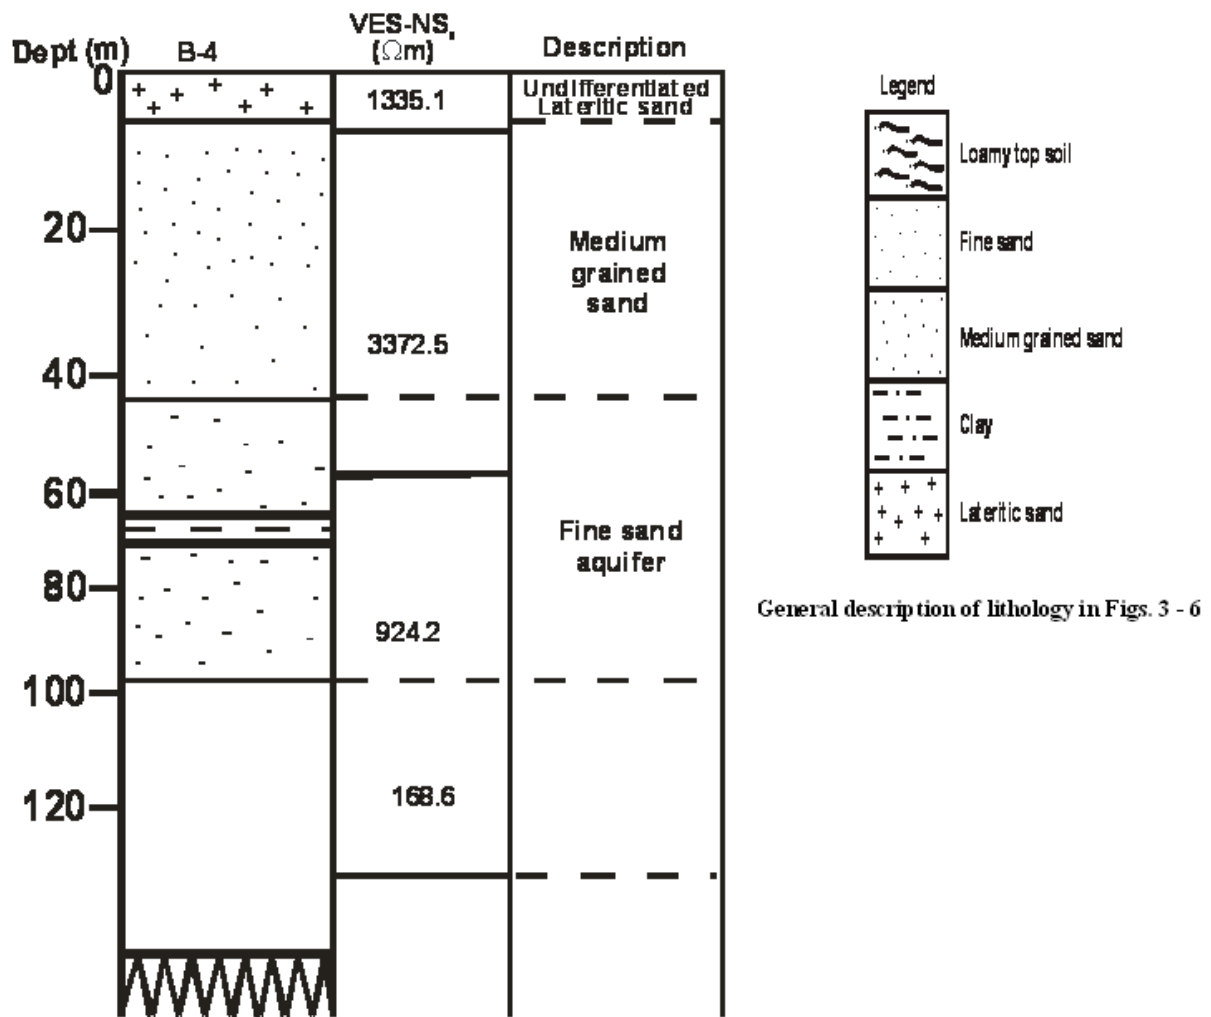 Dept (m)
B-4
VES-NS,
(Ωm)
Description
0
20
40
60
80
100
120
1335.1
3372.5
924.2
168.6
Undifferentiated
Lateritic sand
Medium
grained
sand
Fine sand
aquifer
Legend
Loamy top soil
Fine sand
Medium grained sand
Clay
Lateritic sand
General description of lithology in Figs. 3 - 6